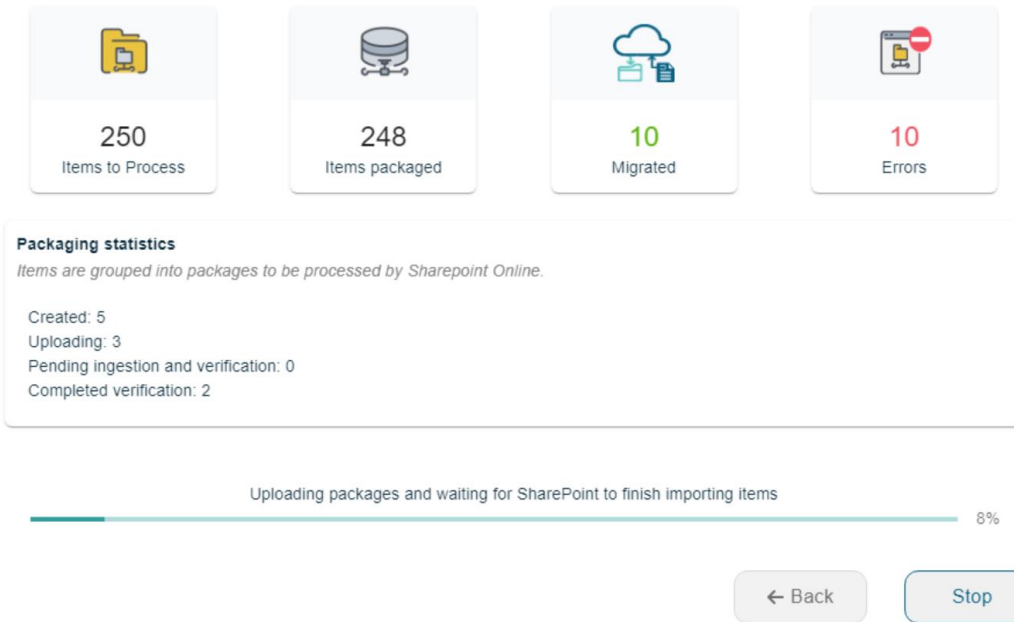 250
Items to Process
248
Items packaged
10
Migrated
10
Errors
Packaging statistics
Items are grouped into packages to be processed by Sharepoint Online.
Created: 5
Uploading: 3
Pending ingestion and verification: 0
Completed verification: 2
Uploading packages and waiting for SharePoint to finish importing items
8%
← Back
Stop